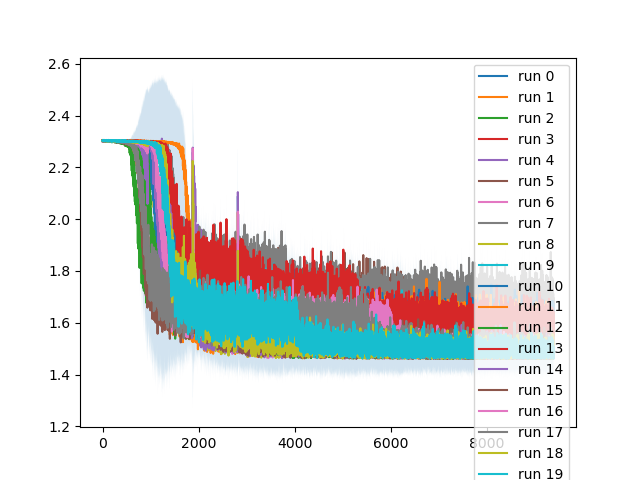 2.6
2.4
2.2
2.0
1.8
1.6
1.4
1.2
0
2000
4000
6000
8000
run 0
run 1
run 2
run 3
run 4
run 5
run 6
run 7
run 8
run 9
run 10
run 11
run 12
run 13
run 14
run 15
run 16
run 17
run 18
run 19